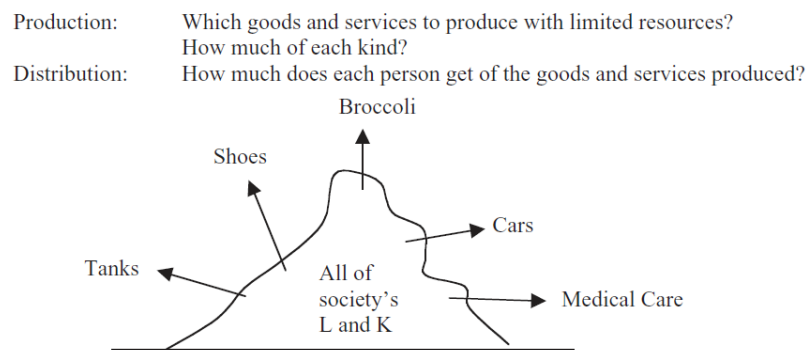 Production: Which goods and services to produce with limited resources?
How much of each kind?
Distribution: How much does each person get of the goods and services produced?
Broccoli
Shoes
Cars
Tanks
All of
society's
L and K
Medical Care